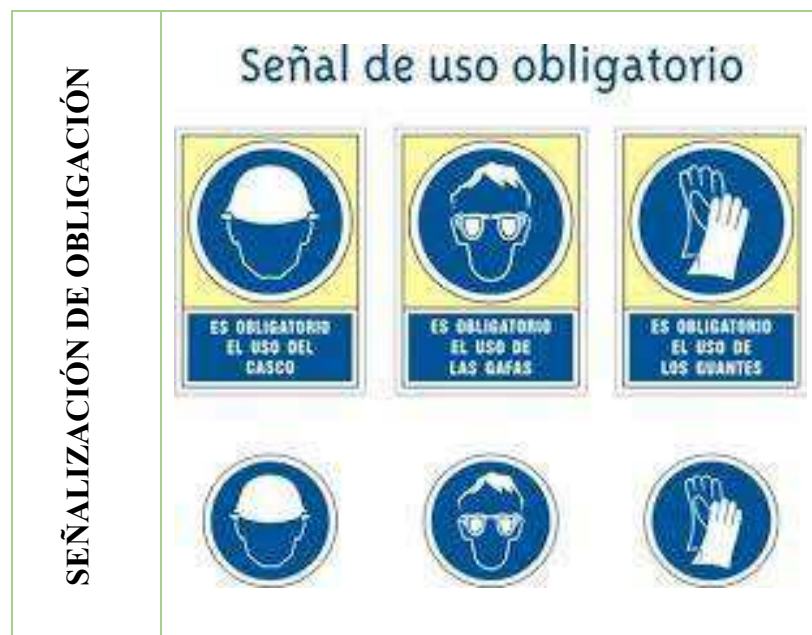 SEÑALIZACIÓN DE OBLIGACIÓN
Señal de uso obligatorio
ES OBLIGATORIO
EL USO DEL
CASCO
ES OBLIGATORIO
EL USO DE
LAS GAFAS
ES OBLIGATORIO
EL USO DE
LOS GUANTES